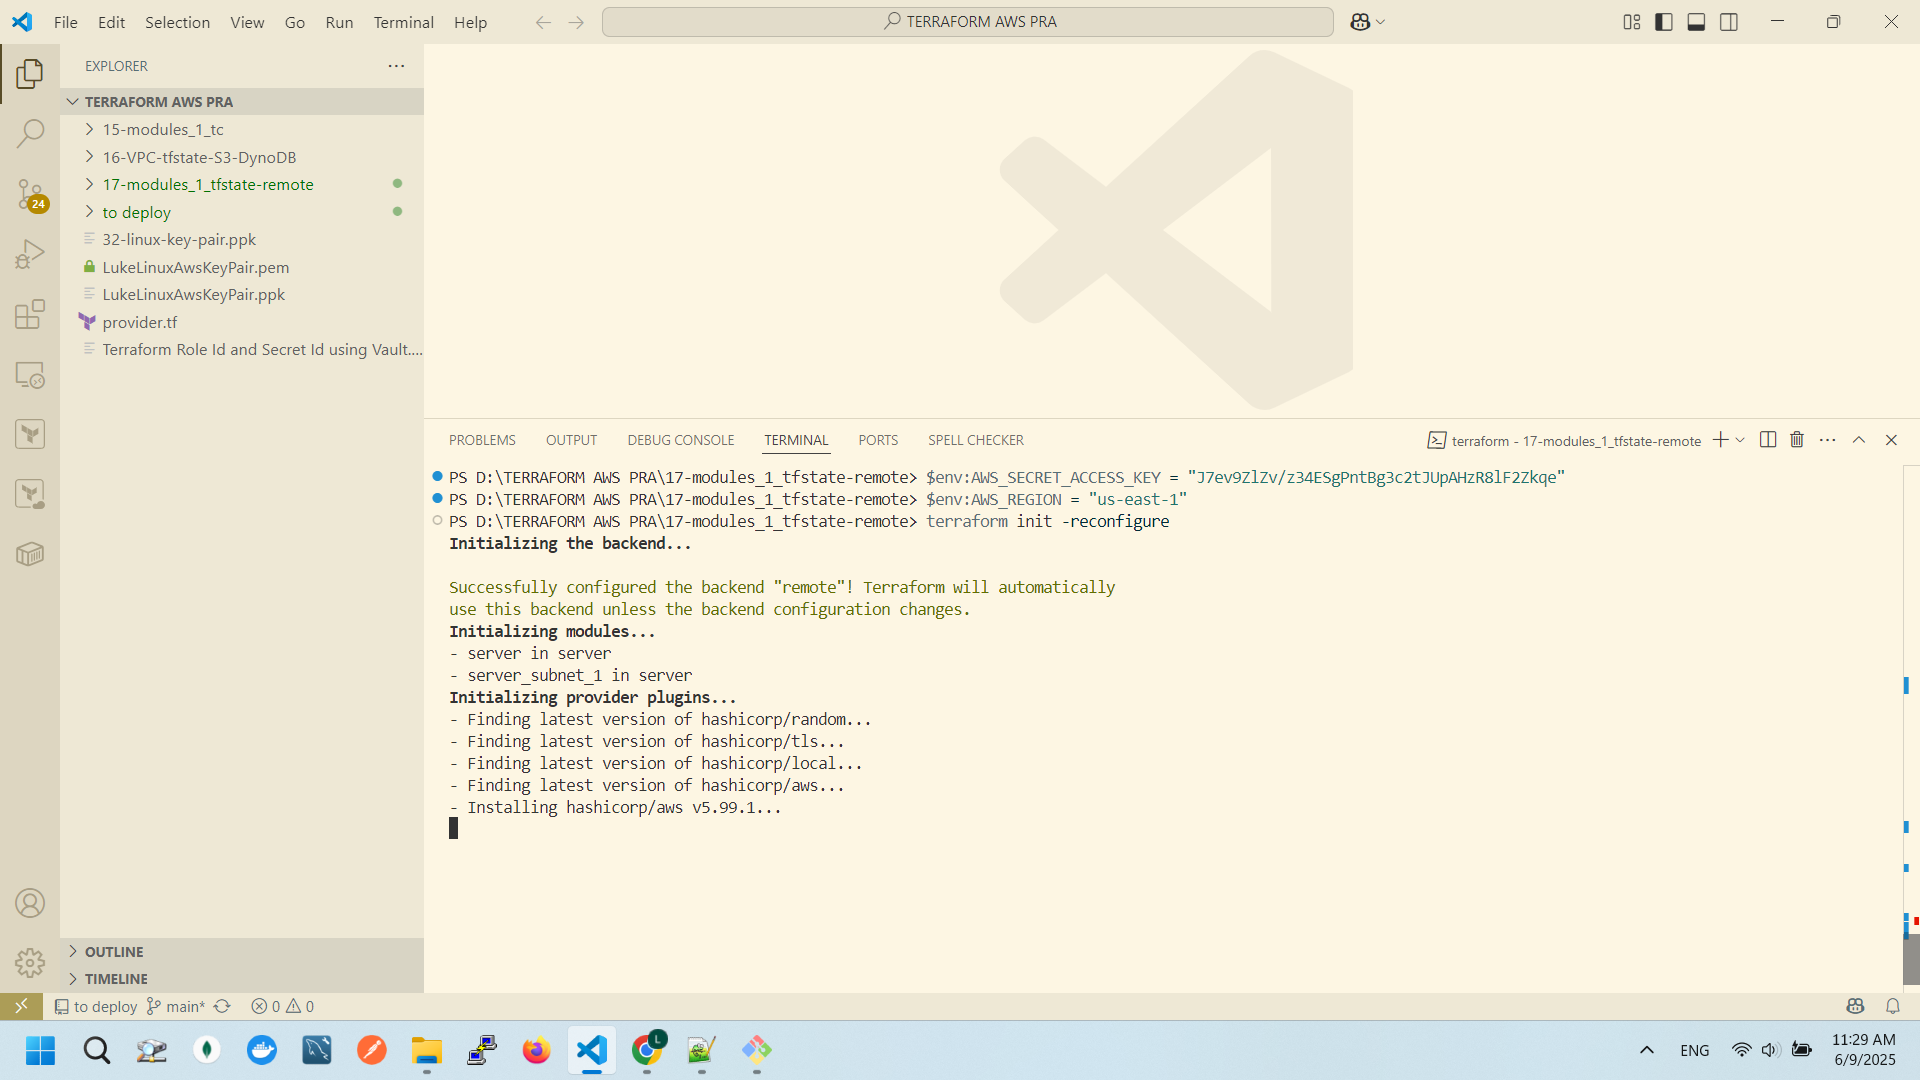 File Edit Selection View Go Run Terminal Help
TERRAFORM AWS PRA
EXPLORER
TERRAFORM AWS PRA
15-modules_1_tc
16-VPC-tfstate-S3-DynoDB
17-modules_1_tfstate-remote
to deploy
32-linux-key-pair.ppk
LukeLinuxAwsKeyPair.pem
LukeLinuxAwsKeyPair.ppk
provider.tf
Terraform Role Id and Secret Id using Vault....
24
OUTLINE
TIMELINE
PROBLEMS OUTPUT DEBUG CONSOLE TERMINAL PORTS SPELL CHECKER
terraform - 17-modules_1_tfstate-remote
PS D:\TERRAFORM AWS PRA\17-modules_1_tfstate-remote> $env:AWS_SECRET_ACCESS_KEY = "J7ev9ZlZv/z34ESgPntBg3c2tJUpAHzR8lF2Zkqe"
PS D:\TERRAFORM AWS PRA\17-modules_1_tfstate-remote> $env:AWS_REGION = "us-east-1"
PS D:\TERRAFORM AWS PRA\17-modules_1_tfstate-remote> terraform init -reconfigure
Initializing the backend...
Successfully configured the backend "remote"! Terraform will automatically
use this backend unless the backend configuration changes.
Initializing modules...
- server in server
- server_subnet_1 in server
Initializing provider plugins...
- Finding latest version of hashicorp/random...
- Finding latest version of hashicorp/tls...
- Finding latest version of hashicorp/local...
- Finding latest version of hashicorp/aws...
- Installing hashicorp/aws v5.99.1...
to deploy main* 0 0
L
ENG
11:29 AM
6/9/2025